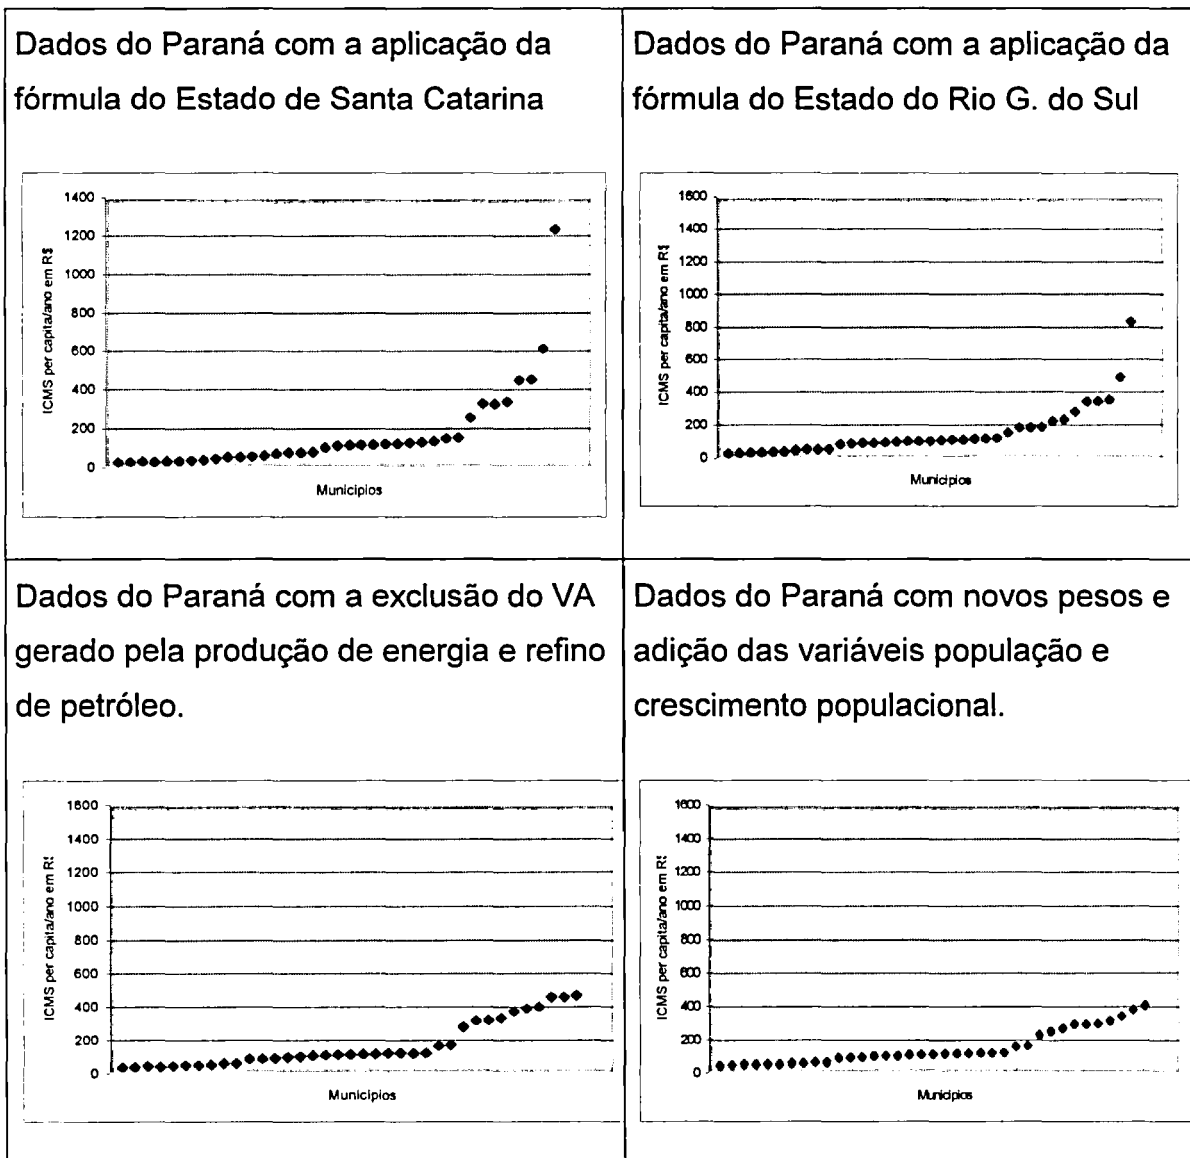 Dados do Paraná com a aplicação da
fórmula do Estado de Santa Catarina
1400
1200
1000
800
600
400
200
0
ICMS per capita/ano em R$
Municípios
Dados do Paraná com a aplicação da
fórmula do Estado do Rio G. do Sul
1600
1400
1200
1000
800
600
400
200
0
ICMS per capita/ano em R$
Municípios
Dados do Paraná com a exclusão do VA
gerado pela produção de energia e refino
de petróleo.
1600
1400
1200
1000
800
600
400
200
0
ICMS per capita/ano em R$
Municípios
Dados do Paraná com novos pesos e
adição das variáveis população e
crescimento populacional.
1600
1400
1200
1000
800
600
400
200
0
ICMS per capita/ano em R$
Municípios